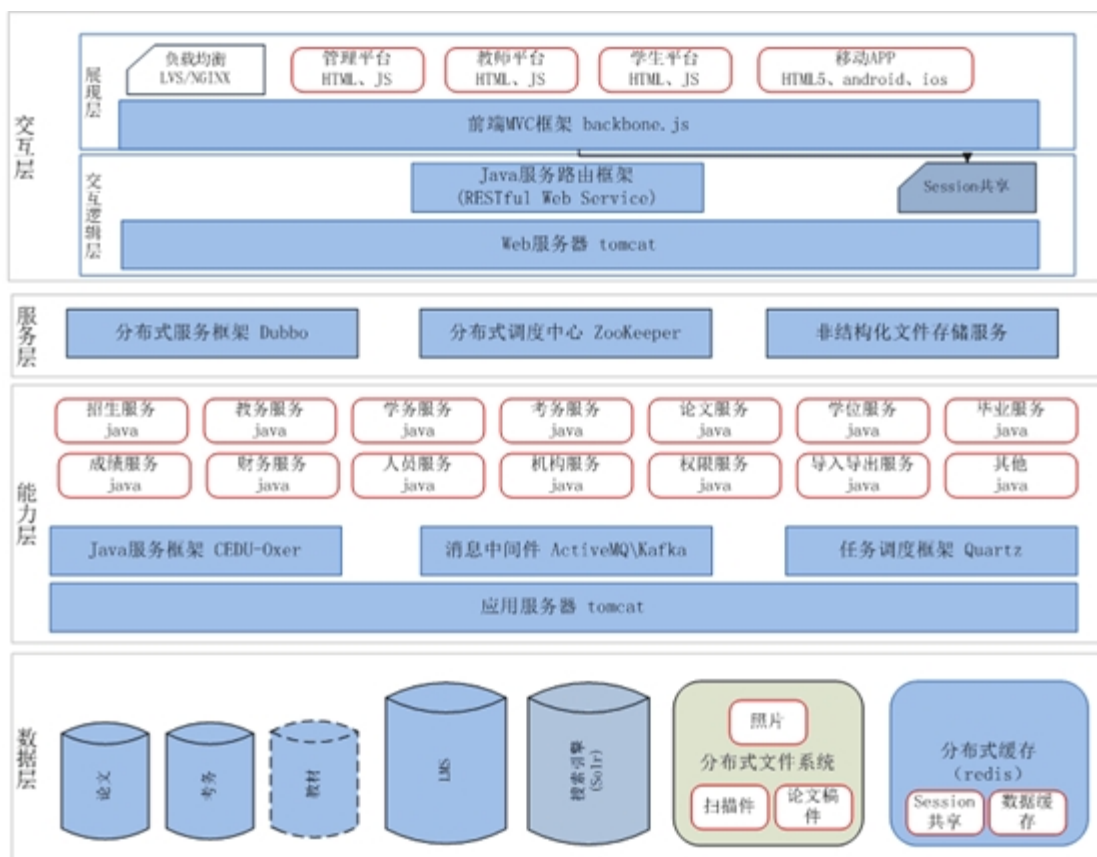 交互层
展现层
负载均衡
LVS/NGINX
管理平台
HTML、JS
教师平台
HTML、JS
学生平台
HTML、JS
移动APP
HTML5、android、ios
前端MVC框架 backbone.js
交互逻辑层
Java服务路由框架
(RESTful Web Service)
Session共享
Web服务器 tomcat
服务层
分布式服务框架 Dubbo
分布式调度中心 ZooKeeper
非结构化文件存储服务
能力层
招生服务
java
教务服务
java
学务服务
java
考务服务
java
论文服务
java
学位服务
java
毕业服务
java
成绩服务
java
财务服务
java
人员服务
java
机构服务
java
权限服务
java
导入导出服务
java
其他
java
Java服务框架 CEDU-Oxer
消息中间件 ActiveMQ\Kafka
任务调度框架 Quartz
应用服务器 tomcat
数据层
论文
考务
教材
LMS
搜索引擎
(Solr)
照片
分布式文件系统
扫描件
论文稿
件
分布式缓存
（redis）
Session
共享
数据缓
存